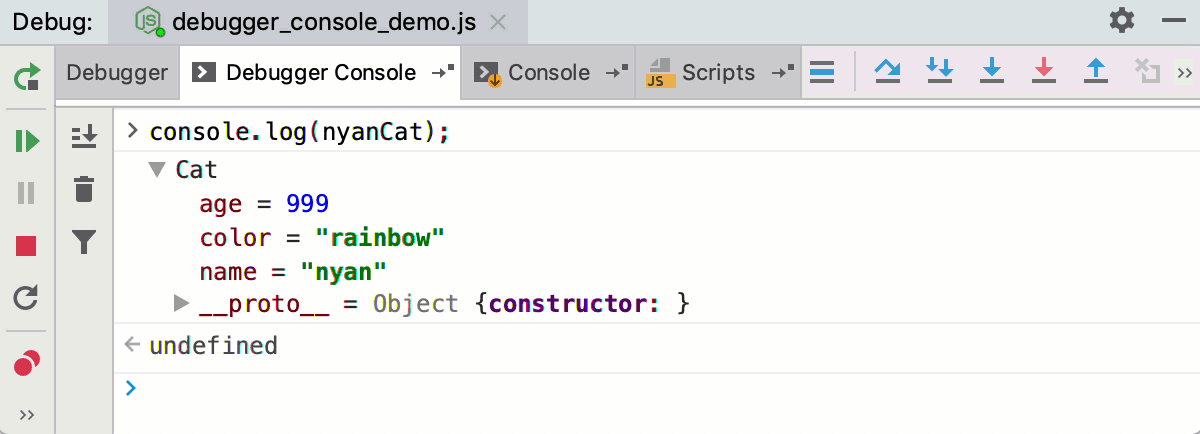 Debug: JS debugger_console_demo.js
Debugger Debugger Console Console JS Scripts
> console.log(nyanCat);
Cat
age = 999
color = "rainbow"
name = "nyan"
__proto__ = Object {constructor: }
undefined
>